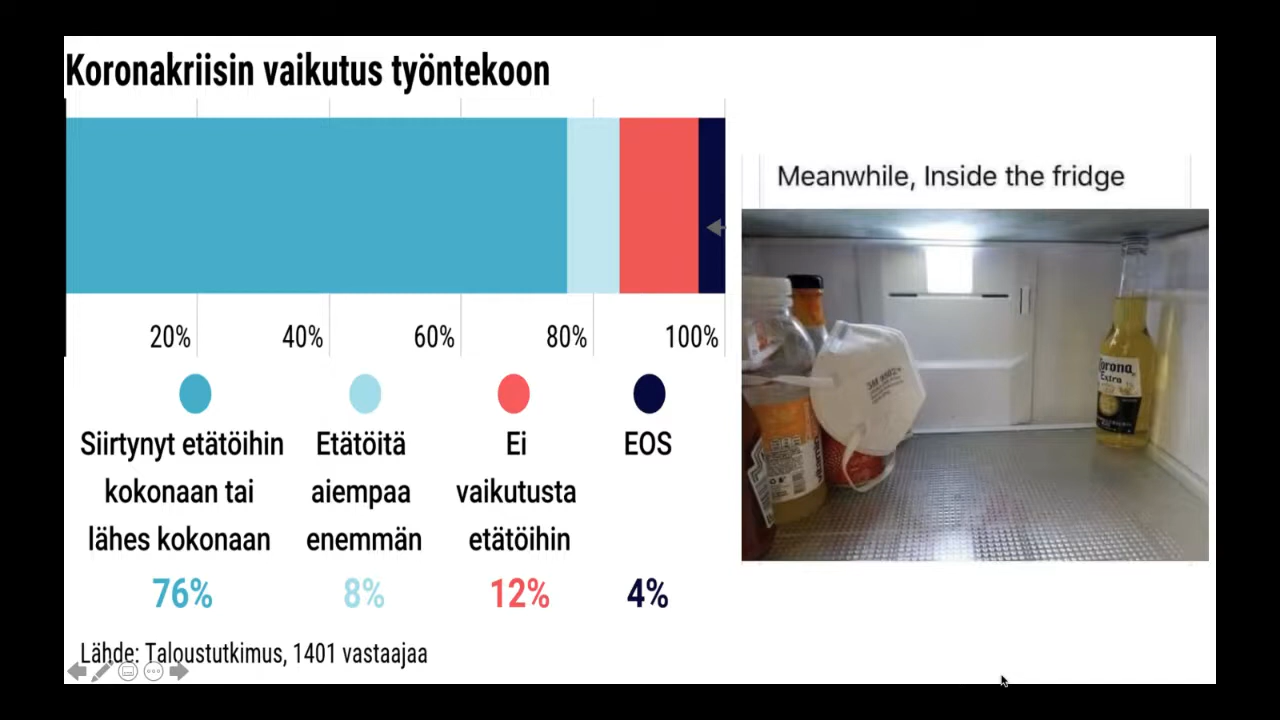 Koronakriisin vaikutus työntekoon
20% 40% 60% 80% 100%
Siirtynyt etätöihin
kokonaan tai
lähes kokonaan
76%
Etätöitä
aiempaa
enemmän
8%
Ei
vaikutusta
etätöihin
12%
EOS
4%
Lähde: Taloustutkimus, 1401 vastaajaa
Meanwhile, Inside the fridge
Corona
Extra